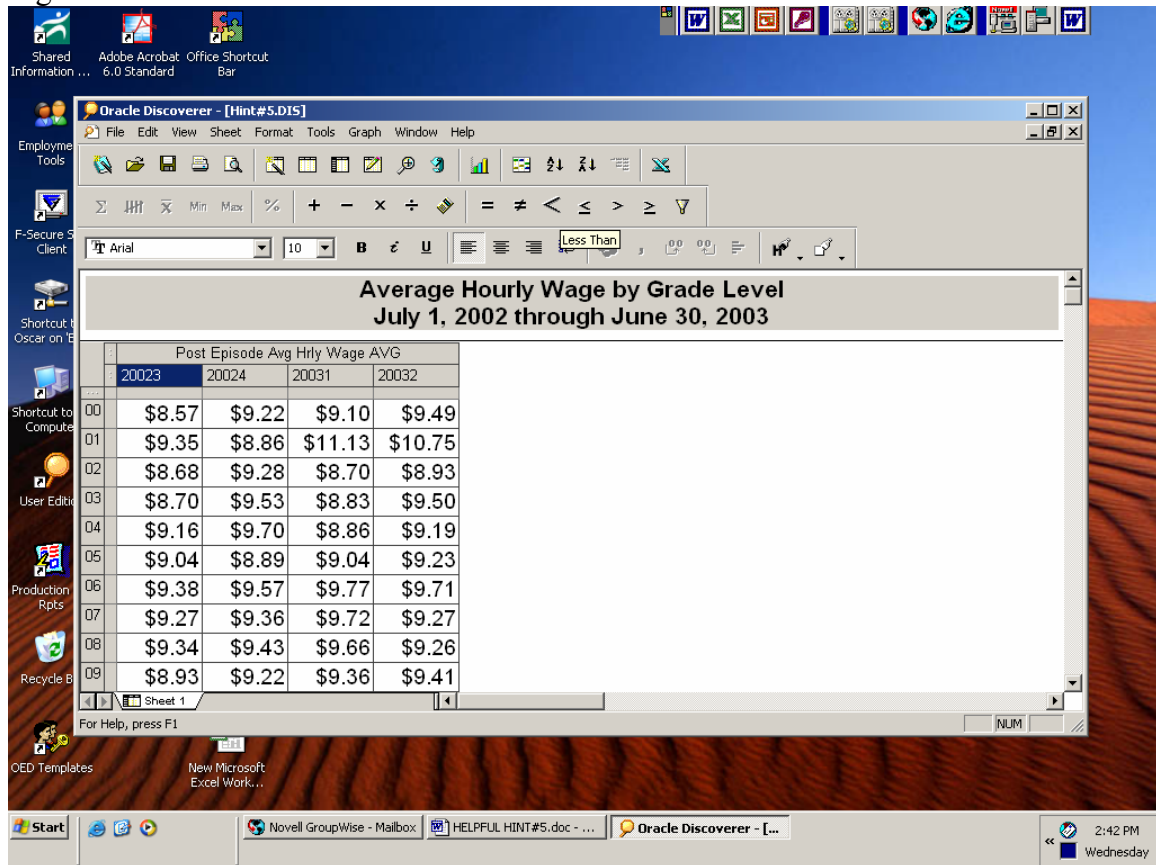 Shared
Information ...
Adobe Acrobat
6.0 Standard
Office Shortcut
Bar
Oracle Discoverer - [Hint#5.DIS]
File Edit View Sheet Format Tools Graph Window Help
Employme
Tools
Σ Min Max % + - × ÷ = ≠ < ≤ > ≥
F-Secure S
Client
Arial 10 B i U
Less Than
Average Hourly Wage by Grade Level
July 1, 2002 through June 30, 2003
Shortcut t
Oscar on 'E
Post Episode Avg Hrly Wage AVG
20023 20024 20031 20032
00 $8.57 $9.22 $9.10 $9.49
01 $9.35 $8.86 $11.13 $10.75
02 $8.68 $9.28 $8.70 $8.93
03 $8.70 $9.53 $8.83 $9.50
04 $9.16 $9.70 $8.86 $9.19
05 $9.04 $8.89 $9.04 $9.23
06 $9.38 $9.57 $9.77 $9.71
07 $9.27 $9.36 $9.72 $9.27
08 $9.34 $9.43 $9.66 $9.26
09 $8.93 $9.22 $9.36 $9.41
Shortcut to
Compute
User Editio
Production
Rpts
Recycle B
Sheet 1
For Help, press F1
NUM
OED Templates
New Microsoft
Excel Work...
Start
Novell GroupWise - Mailbox
HELPFUL HINT#5.doc - ...
Oracle Discoverer - [...
2:42 PM
Wednesday